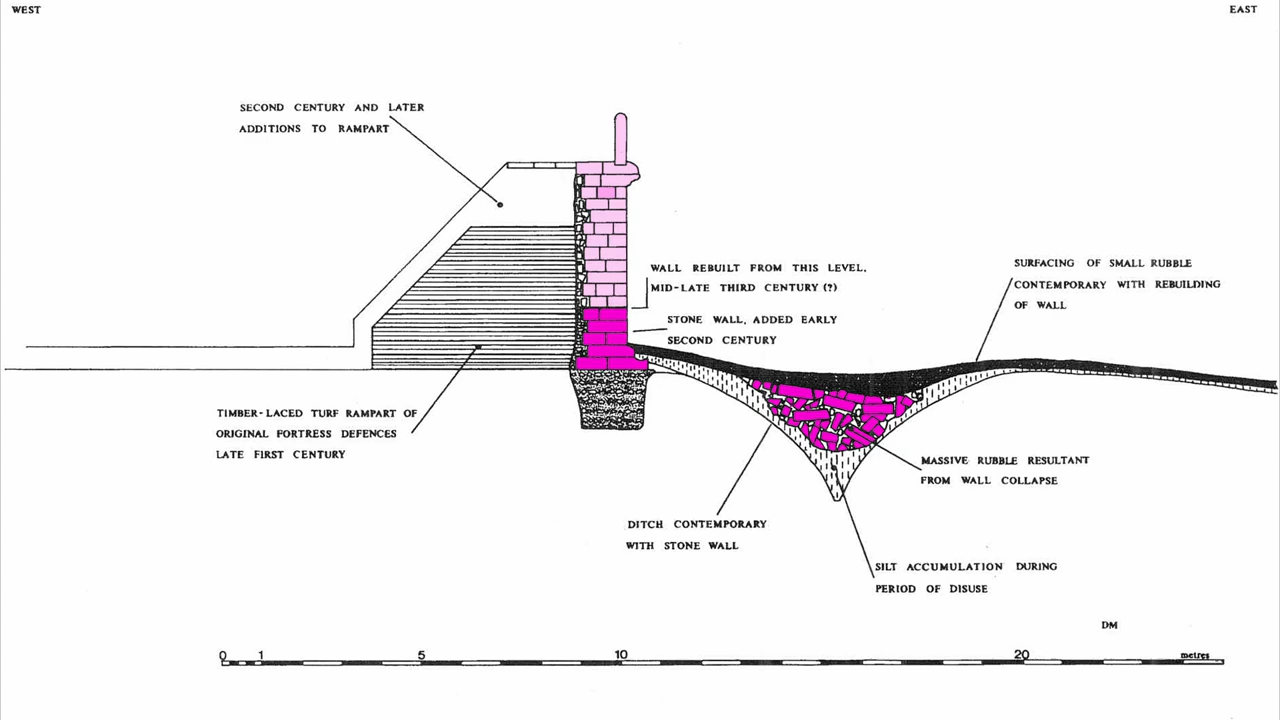 WEST
EAST
SECOND CENTURY AND LATER
ADDITIONS TO RAMPART
WALL REBUILT FROM THIS LEVEL,
MID-LATE THIRD CENTURY (?)
SURFACING OF SMALL RUBBLE
CONTEMPORARY WITH REBUILDING
OF WALL
STONE WALL, ADDED EARLY
SECOND CENTURY
TIMBER-LACED TURF RAMPART OF
ORIGINAL FORTRESS DEFENCES
LATE FIRST CENTURY
MASSIVE RUBBLE RESULTANT
FROM WALL COLLAPSE
DITCH CONTEMPORARY
WITH STONE WALL
SILT ACCUMULATION DURING
PERIOD OF DISUSE
DM
0 1 5 10 20 metres